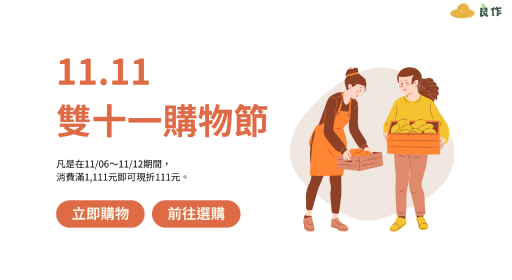 良作
11.11
雙十一購物節
凡是在11/06～11/12期間，
消費滿1,111元即可現折111元。
立即購物
前往選購